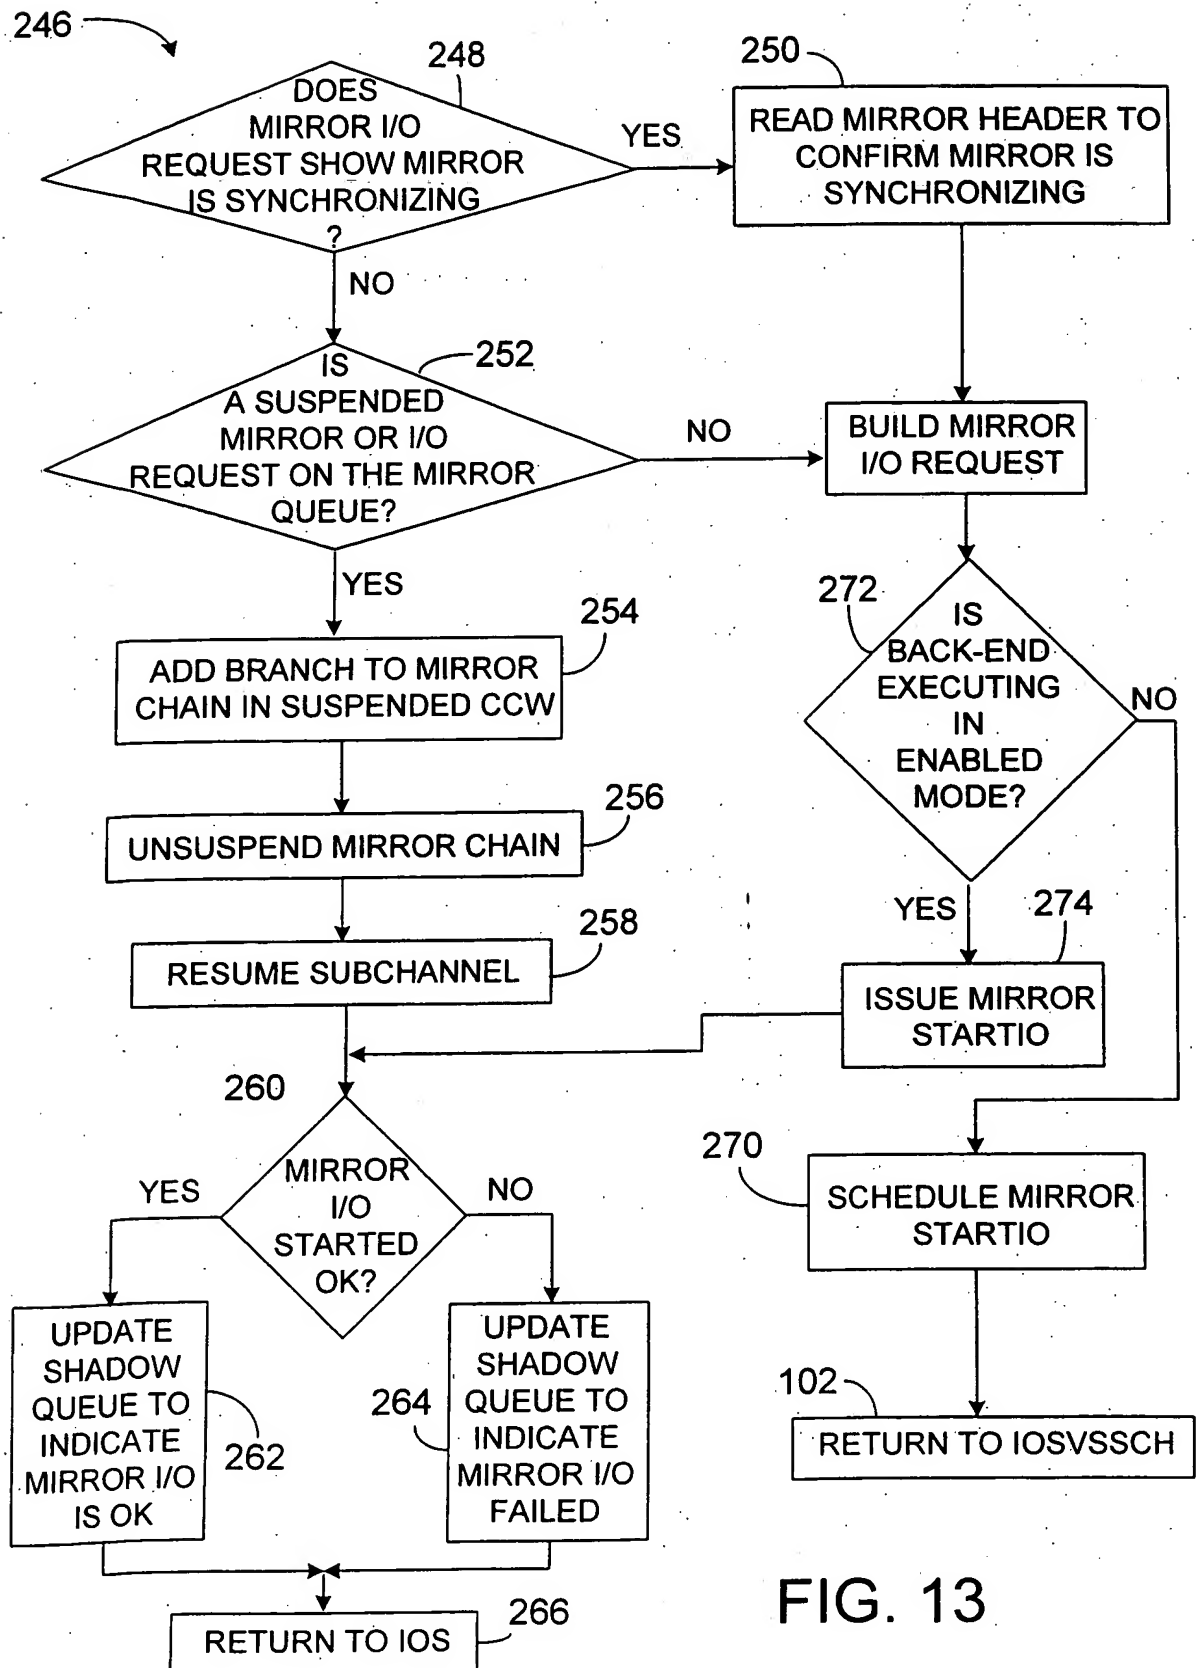 246
248
DOES
MIRROR I/O
REQUEST SHOW MIRROR
IS SYNCHRONIZING
?
YES
250
READ MIRROR HEADER TO
CONFIRM MIRROR IS
SYNCHRONIZING
NO
252
IS
A SUSPENDED
MIRROR OR I/O
REQUEST ON THE MIRROR
QUEUE?
NO
BUILD MIRROR
I/O REQUEST
YES
254
ADD BRANCH TO MIRROR
CHAIN IN SUSPENDED CCW
272
IS
BACK-END
EXECUTING
IN
ENABLED
MODE?
NO
256
UNSUSPEND MIRROR CHAIN
YES
274
258
RESUME SUBCHANNEL
ISSUE MIRROR
STARTIO
260
MIRROR
I/O
STARTED
OK?
YES
NO
270
SCHEDULE MIRROR
STARTIO
UPDATE
SHADOW
QUEUE TO
INDICATE
MIRROR I/O
IS OK
262
264
UPDATE
SHADOW
QUEUE TO
INDICATE
MIRROR I/O
FAILED
102
RETURN TO IOSVSSCH
266
RETURN TO IOS
FIG. 13